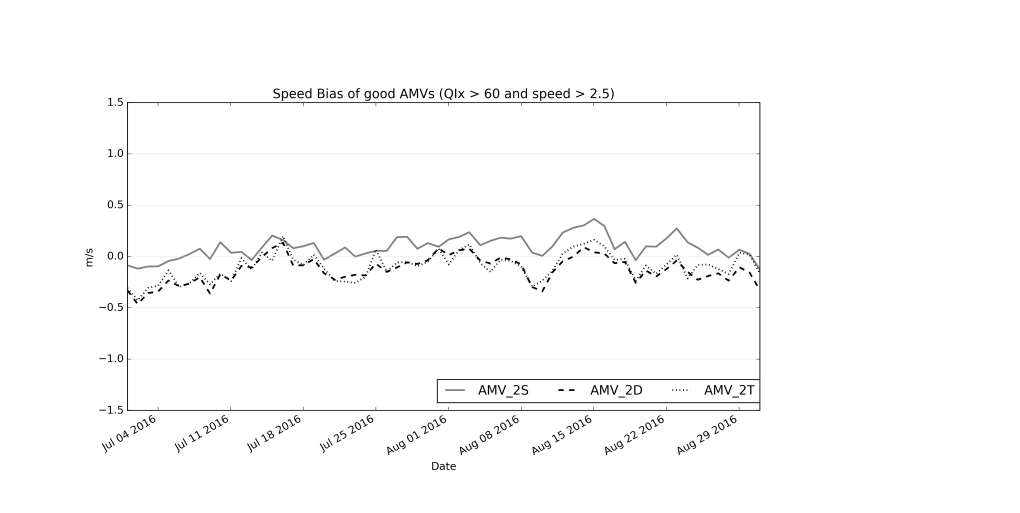 Speed Bias of good AMVs (QIx > 60 and speed > 2.5)
1.5
1.0
0.5
0.0
−0.5
−1.0
−1.5
m/s
AMV_2S AMV_2D AMV_2T
Jul 04 2016 Jul 11 2016 Jul 18 2016 Jul 25 2016 Aug 01 2016 Aug 08 2016 Aug 15 2016 Aug 22 2016 Aug 29 2016
Date